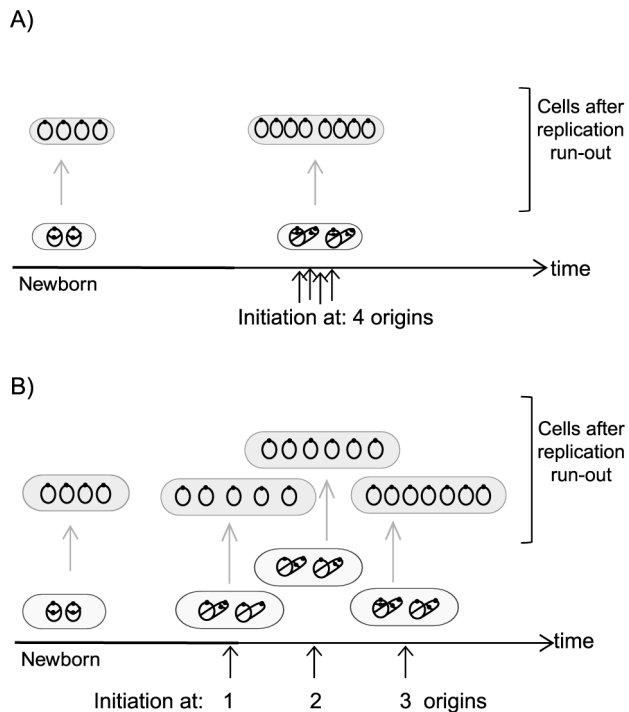 A)
Cells after
replication
run-out
time
Newborn
Initiation at: 4 origins
B)
Cells after
replication
run-out
time
Newborn
Initiation at: 1 2 3 origins